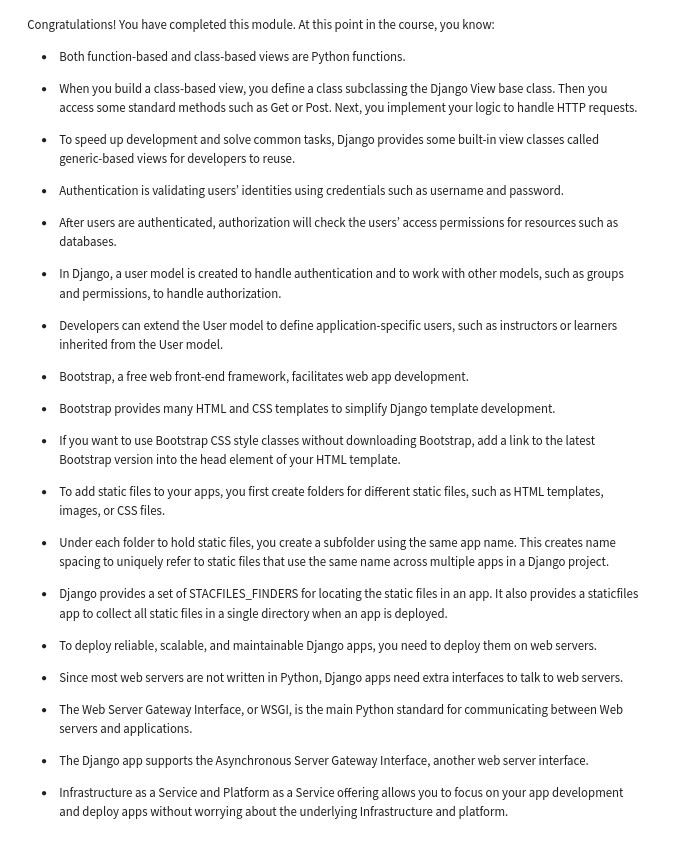 Congratulations! You have completed this module. At this point in the course, you know:
• Both function-based and class-based views are Python functions.
• When you build a class-based view, you define a class subclassing the Django View base class. Then you
access some standard methods such as Get or Post. Next, you implement your logic to handle HTTP requests.
• To speed up development and solve common tasks, Django provides some built-in view classes called
generic-based views for developers to reuse.
• Authentication is validating users’ identities using credentials such as username and password.
• After users are authenticated, authorization will check the users’ access permissions for resources such as
databases.
• In Django, a user model is created to handle authentication and to work with other models, such as groups
and permissions, to handle authorization.
• Developers can extend the User model to define application-specific users, such as instructors or learners
inherited from the User model.
• Bootstrap, a free web front-end framework, facilitates web app development.
• Bootstrap provides many HTML and CSS templates to simplify Django template development.
• If you want to use Bootstrap CSS style classes without downloading Bootstrap, add a link to the latest
Bootstrap version into the head element of your HTML template.
• To add static files to your apps, you first create folders for different static files, such as HTML templates,
images, or CSS files.
• Under each folder to hold static files, you create a subfolder using the same app name. This creates name
spacing to uniquely refer to static files that use the same name across multiple apps in a Django project.
• Django provides a set of STACFILES_FINDERS for locating the static files in an app. It also provides a staticfiles
app to collect all static files in a single directory when an app is deployed.
• To deploy reliable, scalable, and maintainable Django apps, you need to deploy them on web servers.
• Since most web servers are not written in Python, Django apps need extra interfaces to talk to web servers.
• The Web Server Gateway Interface, or WSGI, is the main Python standard for communicating between Web
servers and applications.
• The Django app supports the Asynchronous Server Gateway Interface, another web server interface.
• Infrastructure as a Service and Platform as a Service offering allows you to focus on your app development
and deploy apps without worrying about the underlying Infrastructure and platform.